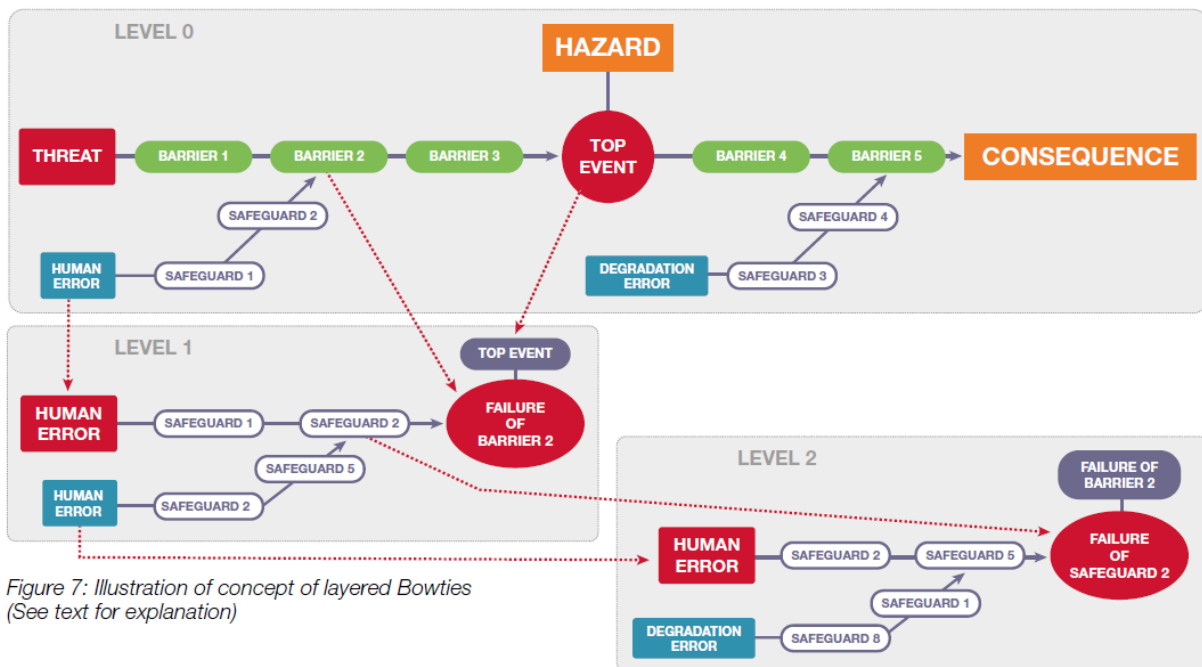 LEVEL 0
HAZARD
THREAT
BARRIER 1
BARRIER 2
BARRIER 3
TOP
EVENT
BARRIER 4
BARRIER 5
CONSEQUENCE
SAFEGUARD 2
SAFEGUARD 4
HUMAN
ERROR
SAFEGUARD 1
DEGRADATION
ERROR
SAFEGUARD 3
LEVEL 1
TOP EVENT
HUMAN
ERROR
SAFEGUARD 1
SAFEGUARD 2
FAILURE
OF
BARRIER 2
SAFEGUARD 5
HUMAN
ERROR
SAFEGUARD 2
LEVEL 2
FAILURE OF
BARRIER 2
HUMAN
ERROR
SAFEGUARD 2
SAFEGUARD 5
FAILURE
OF
SAFEGUARD 2
SAFEGUARD 1
DEGRADATION
ERROR
SAFEGUARD 8
Figure 7: Illustration of concept of layered Bowties
(See text for explanation)